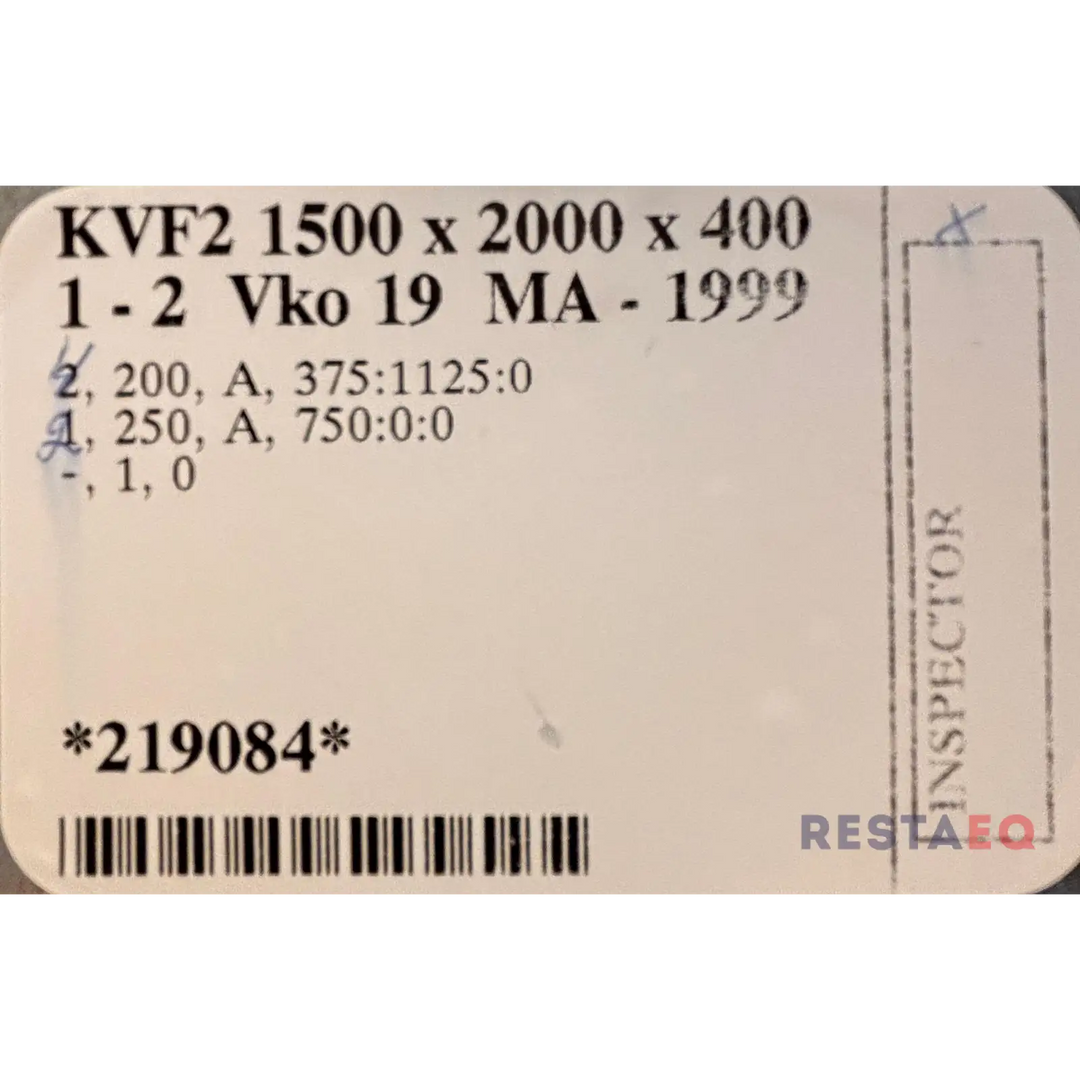 KVF2 1500 x 2000 x 400
1 - 2 Vko 19 MA - 1999
2, 200, A, 375:1125:0
1, 250, A, 750:0:0
-, 1, 0
*219084*
INSPECTOR
RESTAEQ